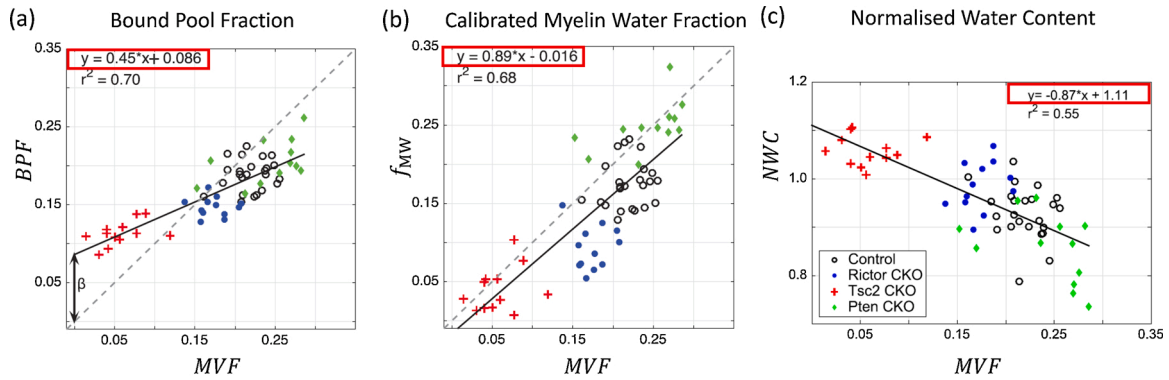 (a)
Bound Pool Fraction
0.35
y = 0.45*x+ 0.086
r² = 0.70
0.25
BPF
0.15
0.05
β
0.05
0.15
0.25
MVF
(b)
Calibrated Myelin Water Fraction
0.35
y = 0.89*x - 0.016
r² = 0.68
0.25
fMW
0.15
0.05
0.05
0.15
0.25
MVF
(c)
Normalised Water Content
1.2
y= -0.87*x + 1.11
r² = 0.55
NWC
1.0
0.8
Control
Rictor CKO
Tsc2 CKO
Pten CKO
0.05
0.15
0.25
0.35
MVF